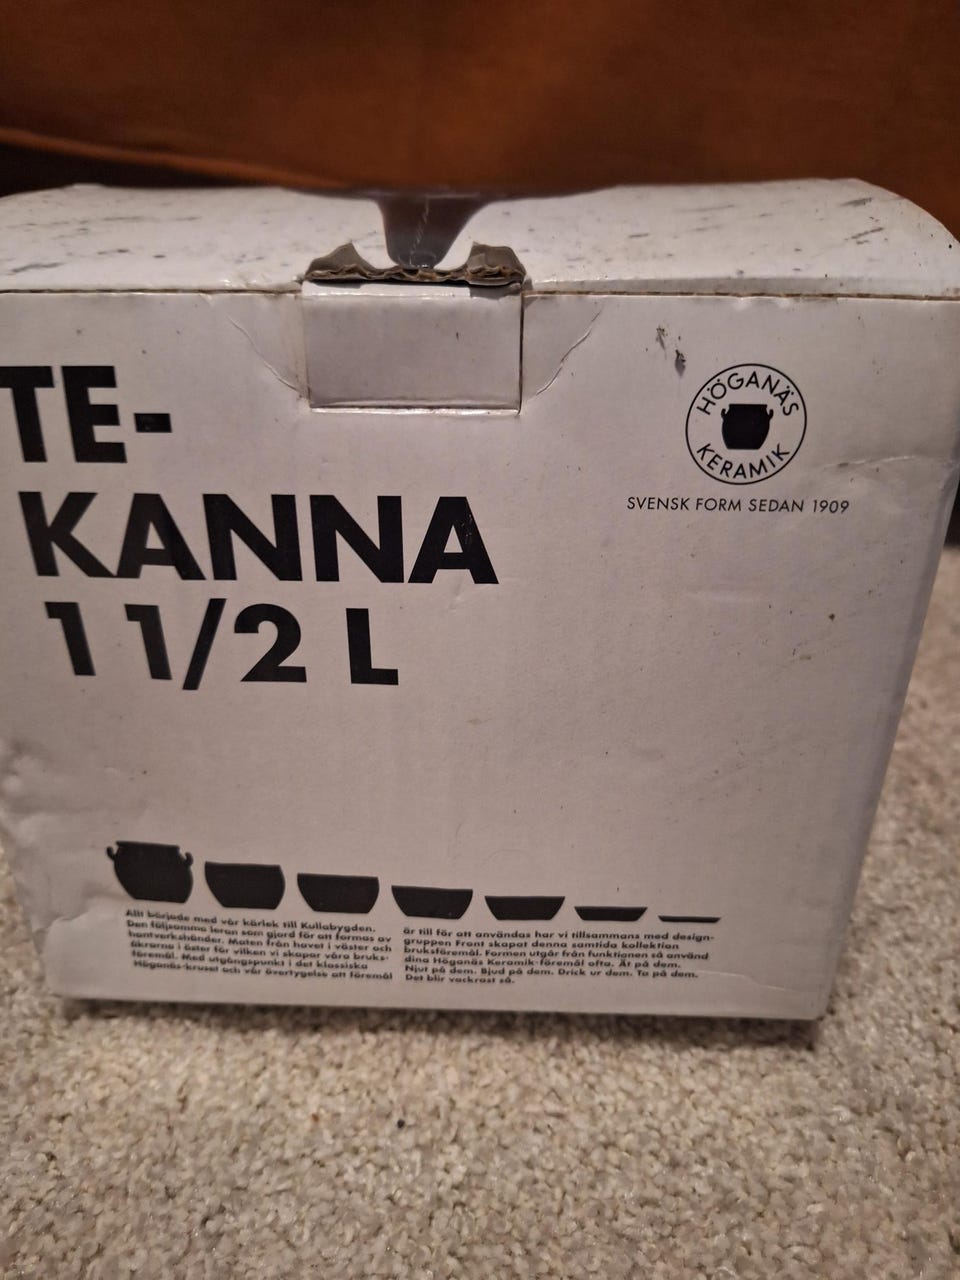 TE-
KANNA
1 1/2 L
HÖGANÄS
KERAMIK
SVENSK FORM SEDAN 1909
Allt började med vår kärlek till Kullabygden.
Den följsamma leran som gjord för att formas av
hantverkshänder. Maten från havet i väster och
åkrarna i öster för vilken vi skapar våra bruks-
föremål. Med utgångspunkt i det klassiska
Höganäs-kruset och vår övertygelse att föremål
är till för att användas har vi tillsammans med design-
gruppen Front skapat denna samtida kollektion
bruksföremål. Formen utgår från funktionen så använd
dina Höganäs Keramik-föremål ofta. Ät på dem.
Njut på dem. Bjud på dem. Drick ur dem. Ta på dem.
Det blir vackrast så.